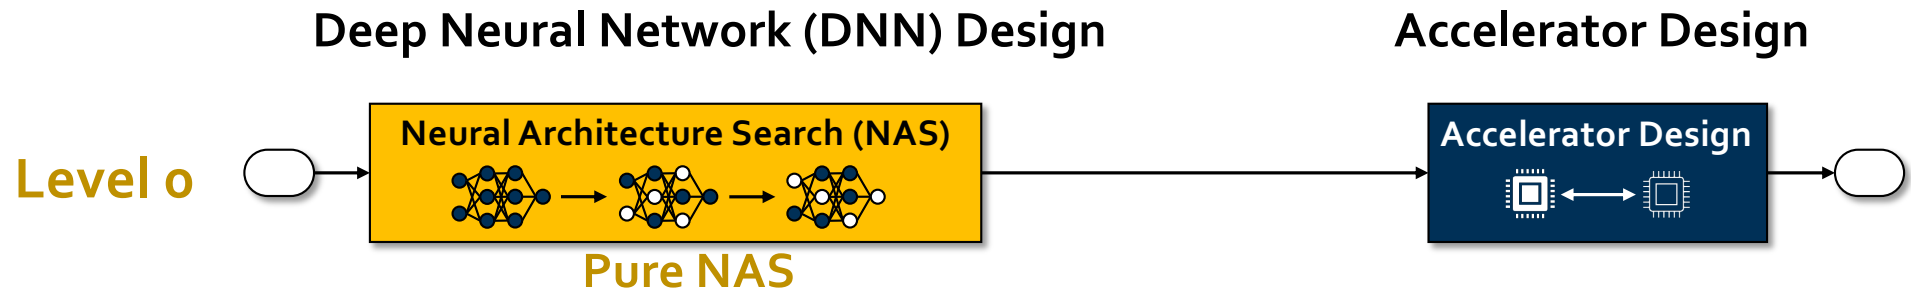 Deep Neural Network (DNN) Design
Accelerator Design
Neural Architecture Search (NAS)
Accelerator Design
Level 0
Pure NAS